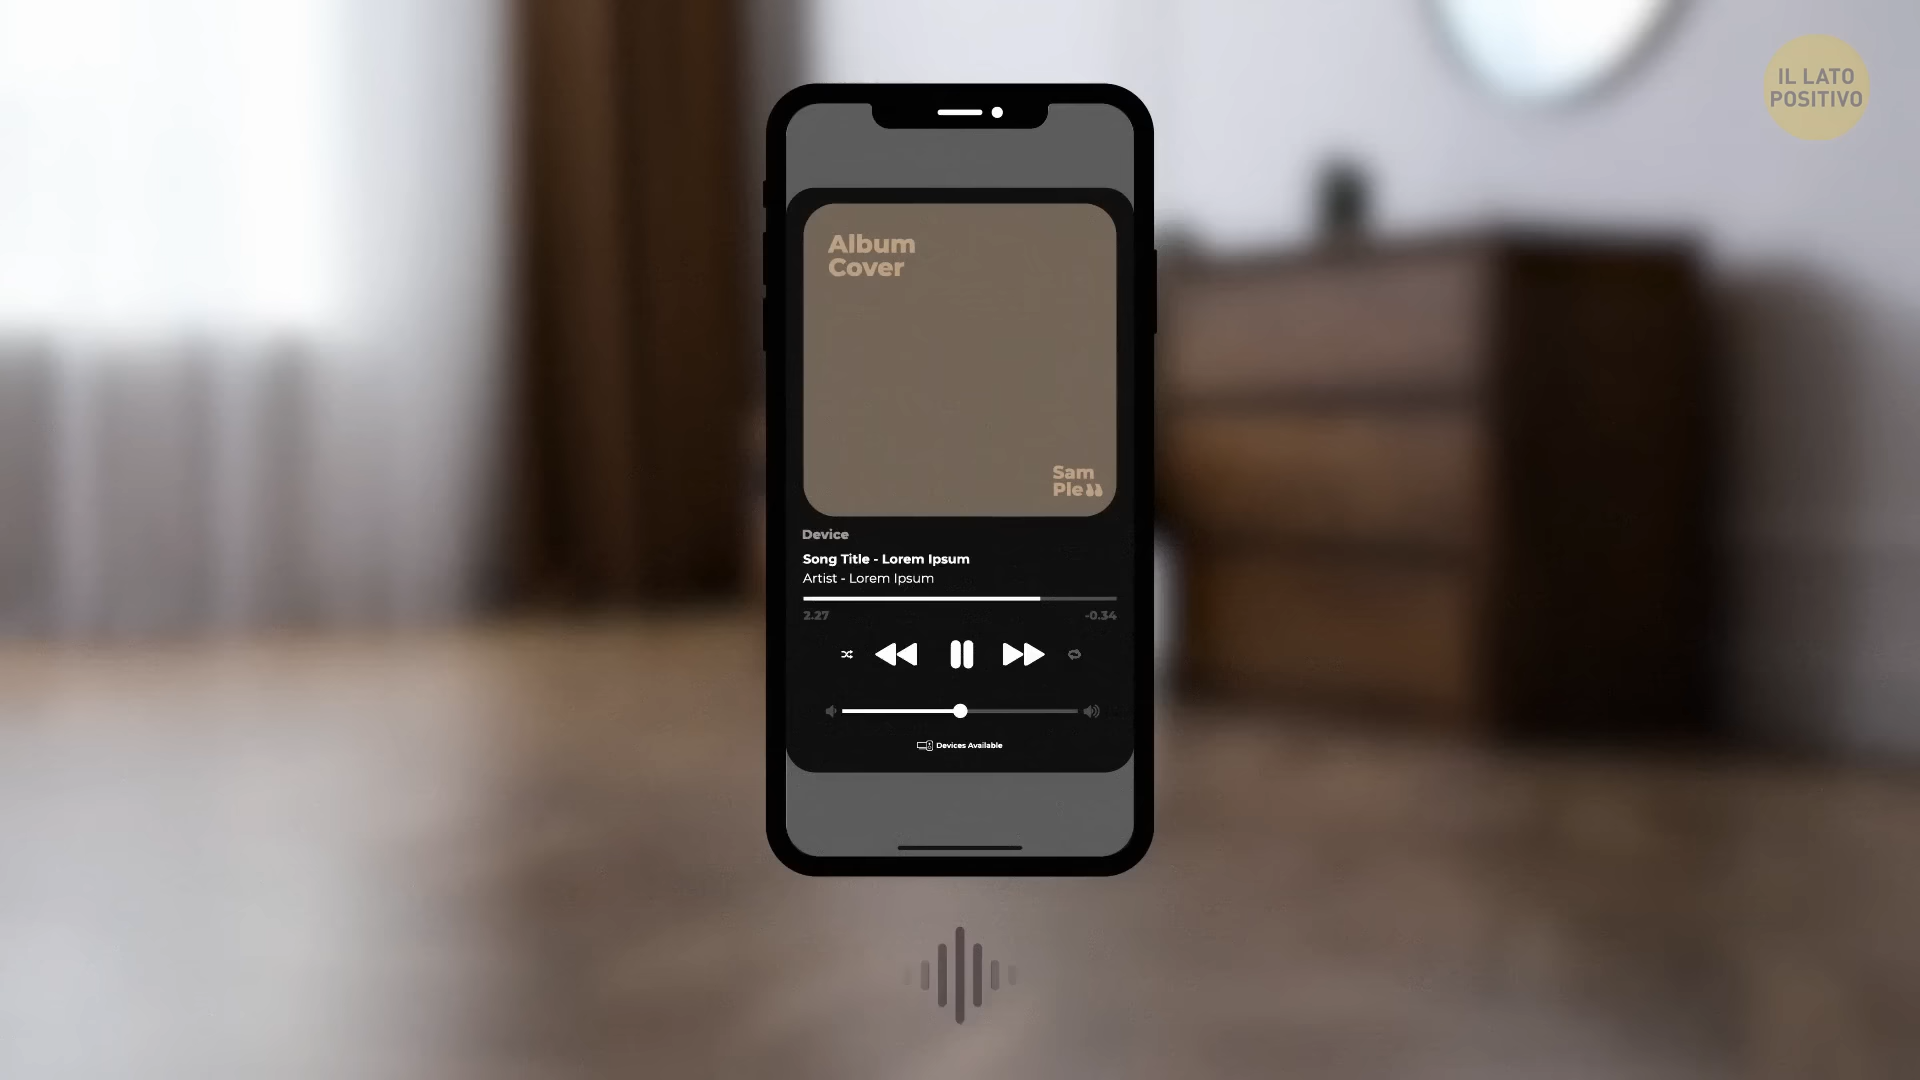 IL LATO
POSITIVO
Album
Cover
Sam
Ple
Device
Song Title - Lorem Ipsum
Artist - Lorem Ipsum
2.27
-0.34
Devices Available